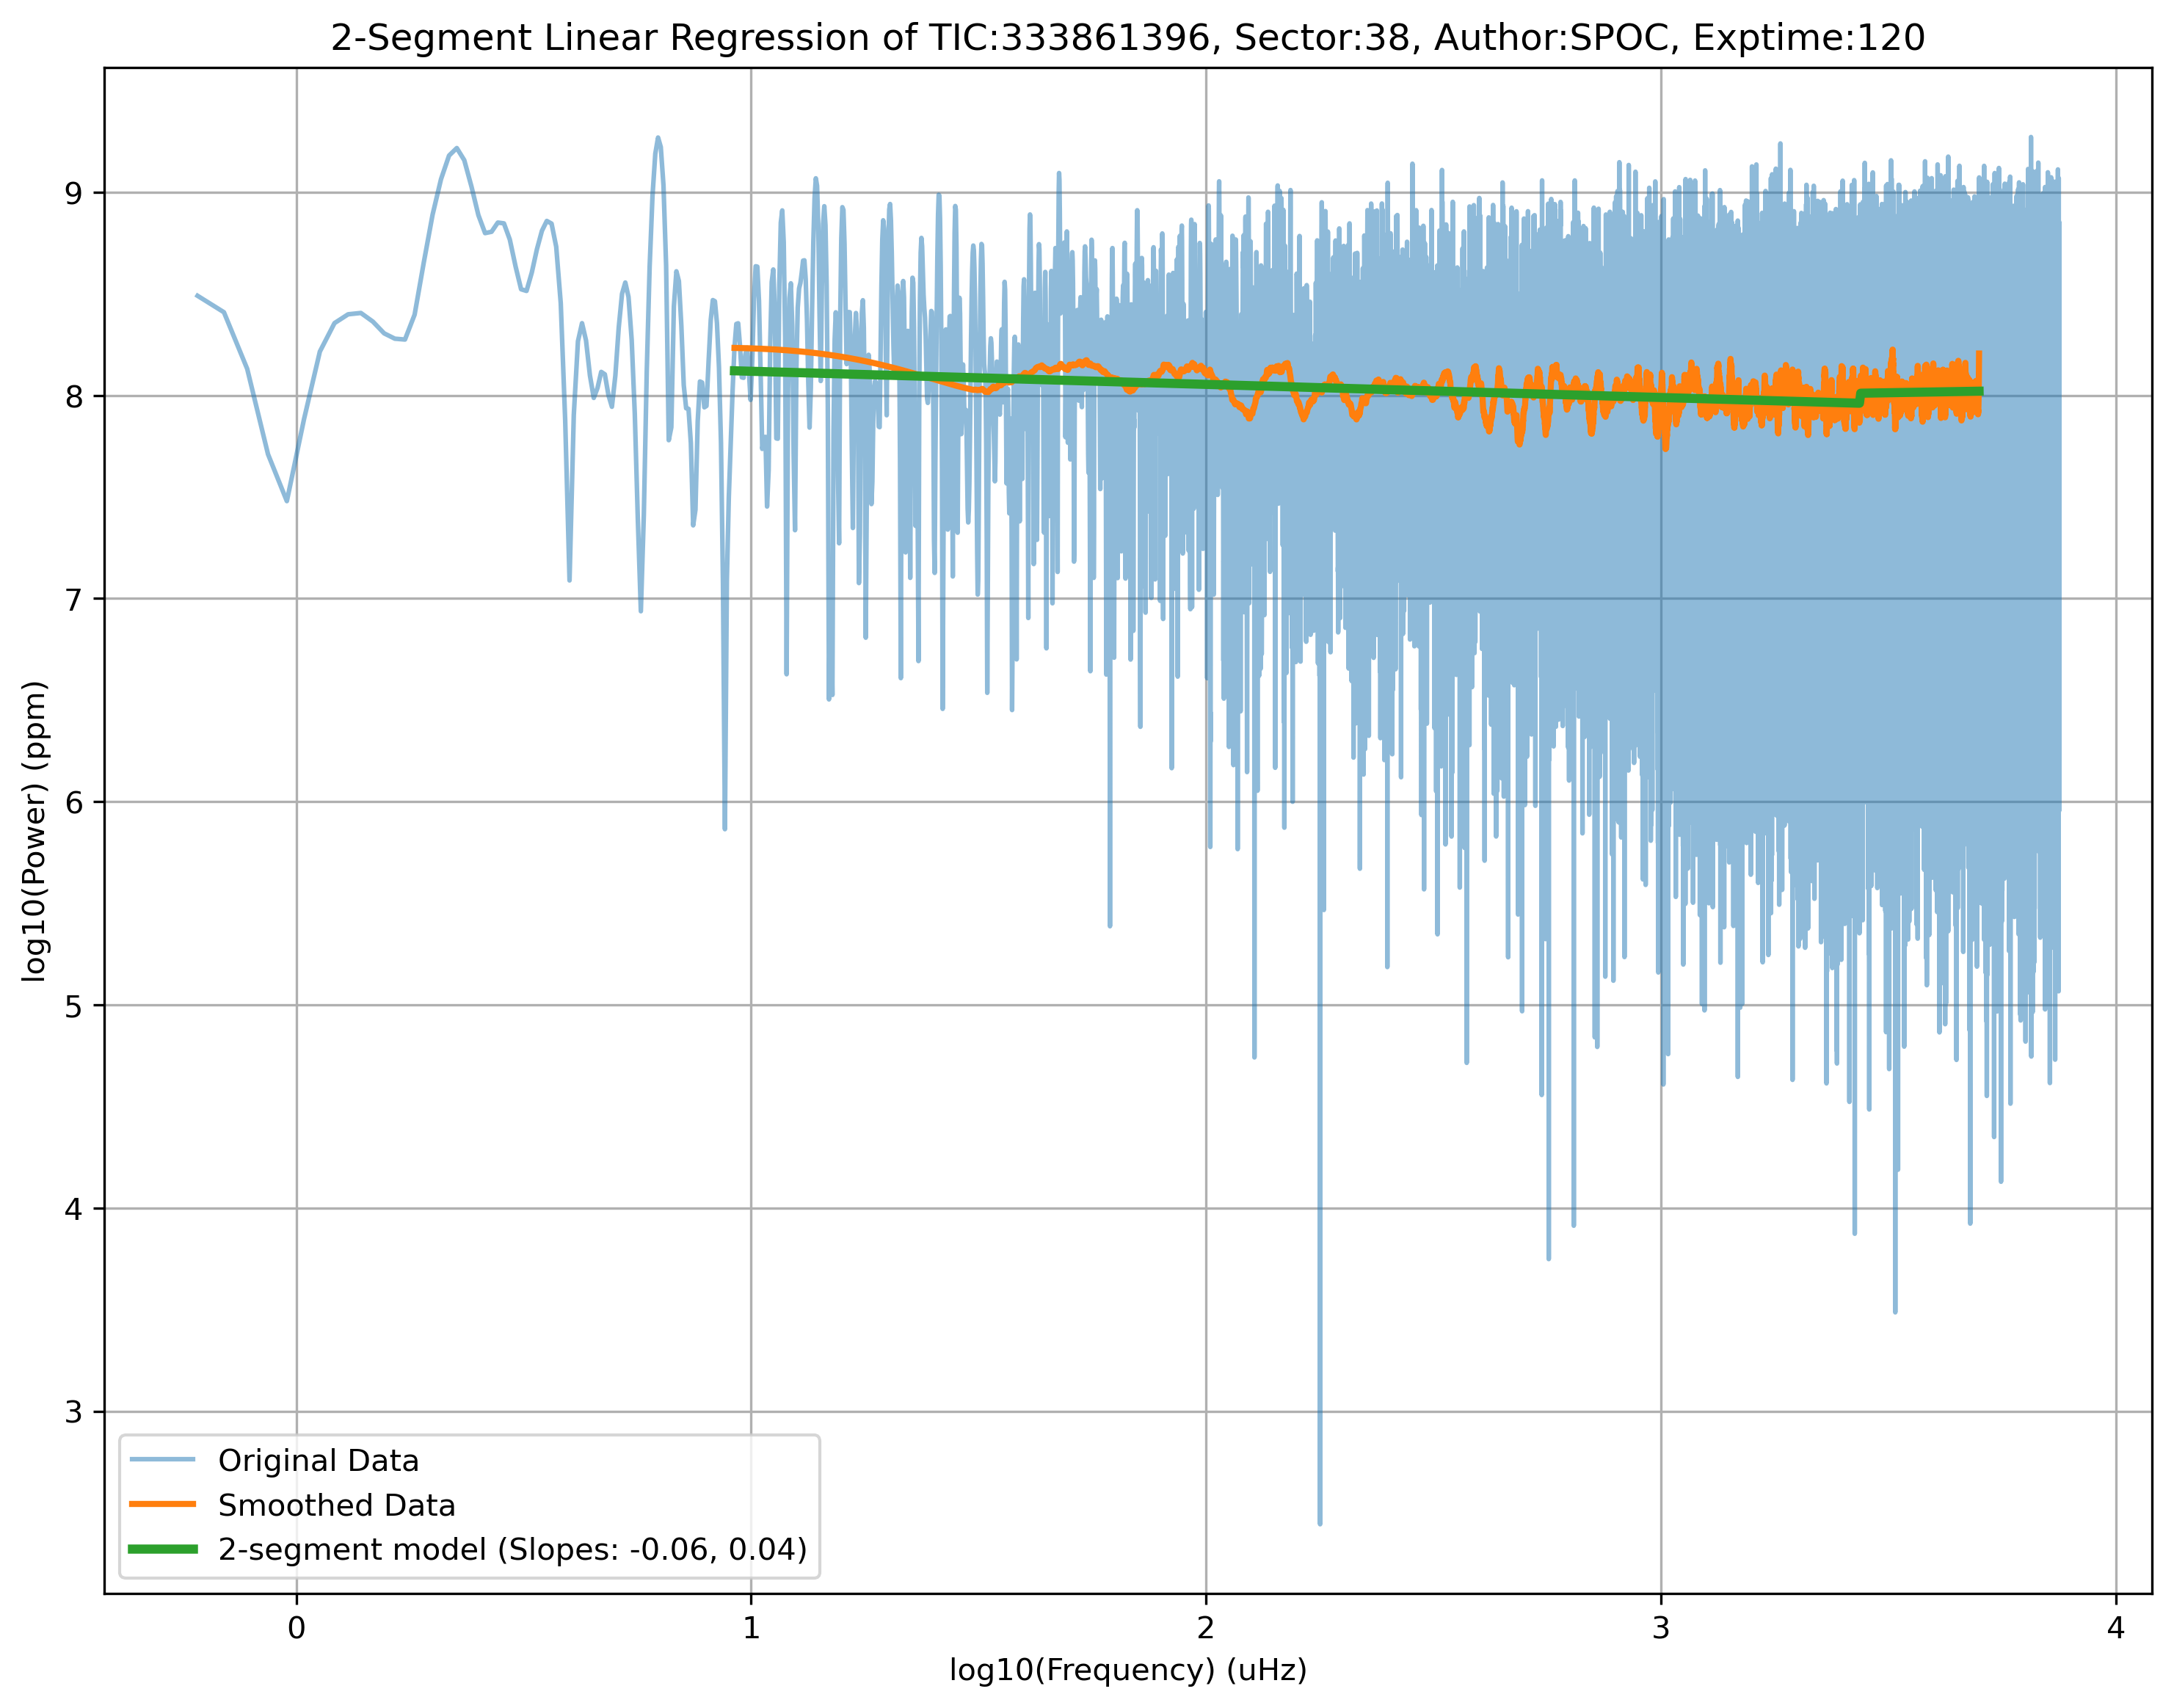 2-Segment Linear Regression of TIC:333861396, Sector:38, Author:SPOC, Exptime:120
log10(Power) (ppm)
9
8
7
6
5
4
3
Original Data
Smoothed Data
2-segment model (Slopes: -0.06, 0.04)
0 1 2 3 4
log10(Frequency) (uHz)